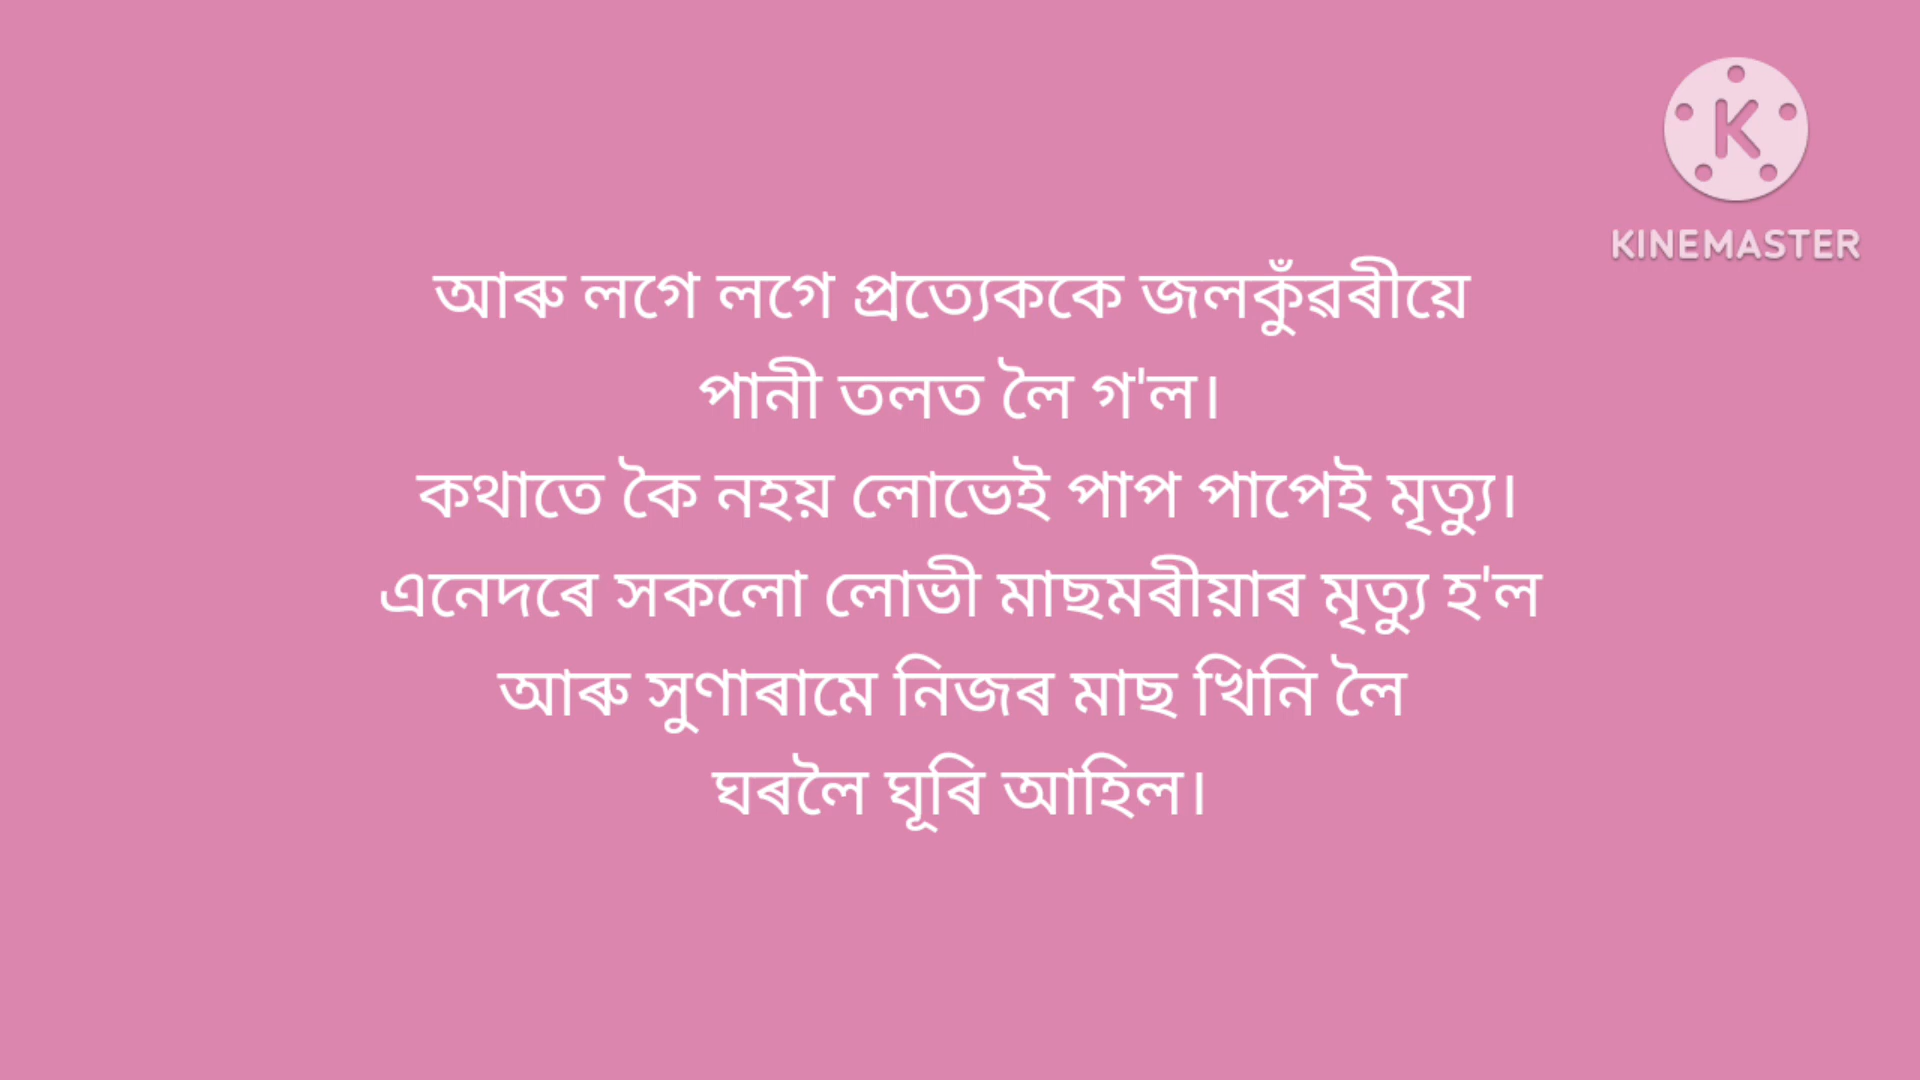 K
KINEMASTER
আৰু লগে লগে প্ৰত্যেককে জলকুঁৱৰীয়ে
পানী তলত লৈ গ'ল।
কথাতে কৈ নহয় লোভেই পাপ পাপেই মৃত্যু।
এনেদৰে সকলো লোভী মাছমৰীয়াৰ মৃত্যু হ'ল
আৰু সুণাৰামে নিজৰ মাছ খিনি লৈ
ঘৰলৈ ঘূৰি আহিল।